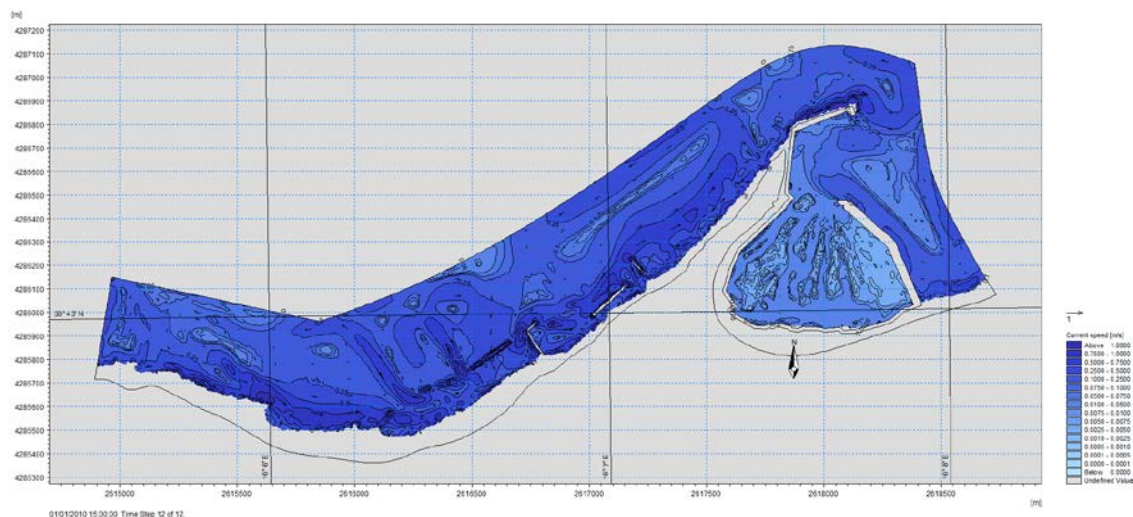 [m]
4287200
4287100
4287000
4286900
4286800
4286700
4286600
4286500
4286400
4286300
4286200
4286100
4286000
4285900
4285800
4285700
4285600
4285500
4285400
4285300
N
1
Current speed [m/s]
Above 1.0000
0.7500 - 1.0000
0.5000 - 0.7500
0.2500 - 0.5000
0.1000 - 0.2500
0.0750 - 0.1000
0.0500 - 0.0750
0.0100 - 0.0500
0.0075 - 0.0100
0.0050 - 0.0075
0.0025 - 0.0050
0.0010 - 0.0025
0.0005 - 0.0010
0.0001 - 0.0005
0.0000 - 0.0001
Below 0.0000
Undefined Value
2615000 2615500 2616000 2616500 2617000 2617500 2618000 2618500
[m]
01/01/2010 15:00:00 Time Step 12 of 12.